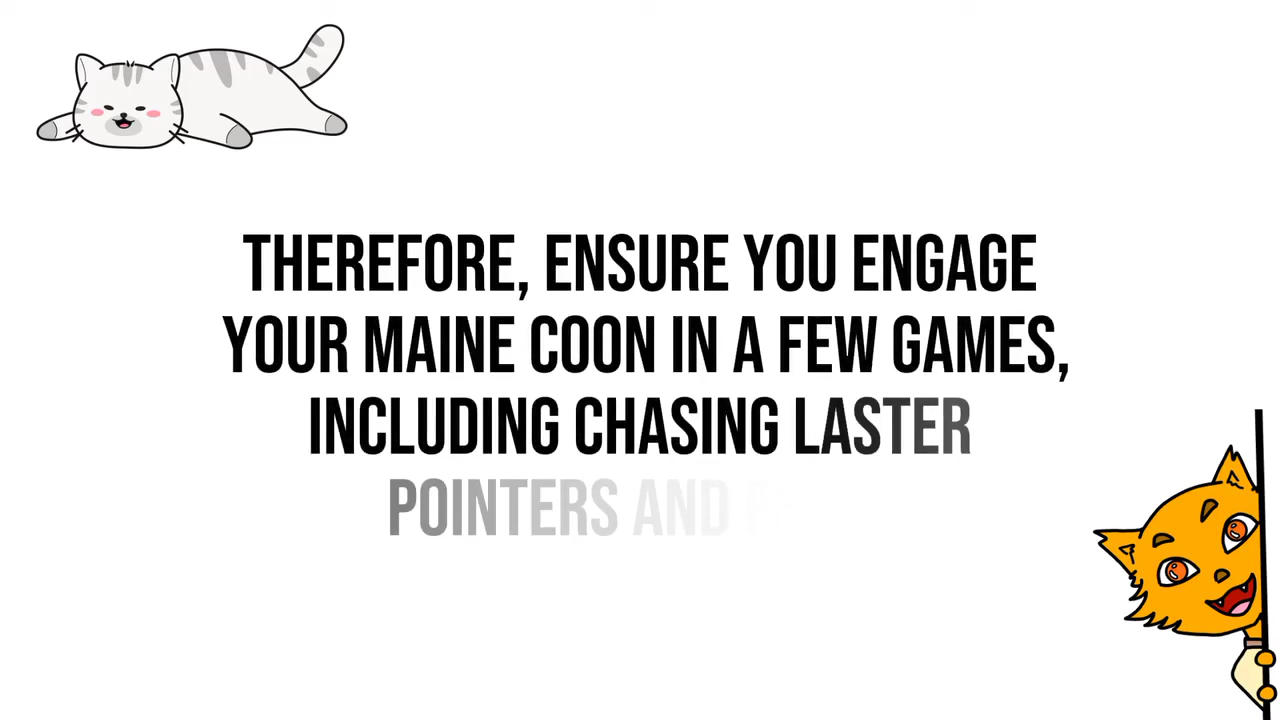 THEREFORE, ENSURE YOU ENGAGE
YOUR MAINE COON IN A FEW GAMES,
INCLUDING CHASING LASTER
POINTERS AND